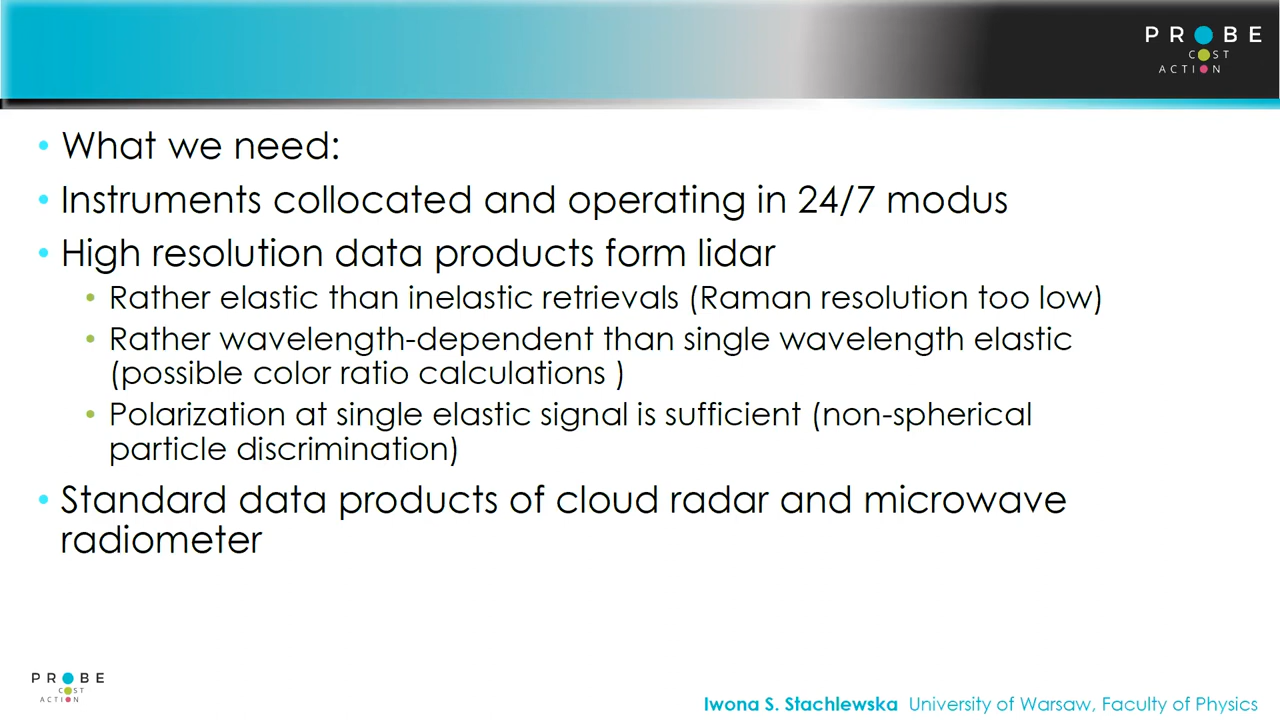 PROBE
COST
ACTION
• What we need:
• Instruments collocated and operating in 24/7 modus
• High resolution data products form lidar
• Rather elastic than inelastic retrievals (Raman resolution too low)
• Rather wavelength-dependent than single wavelength elastic
(possible color ratio calculations )
• Polarization at single elastic signal is sufficient (non-spherical
particle discrimination)
• Standard data products of cloud radar and microwave
radiometer
PROBE
COST
ACTION
Iwona S. Stachlewska University of Warsaw, Faculty of Physics